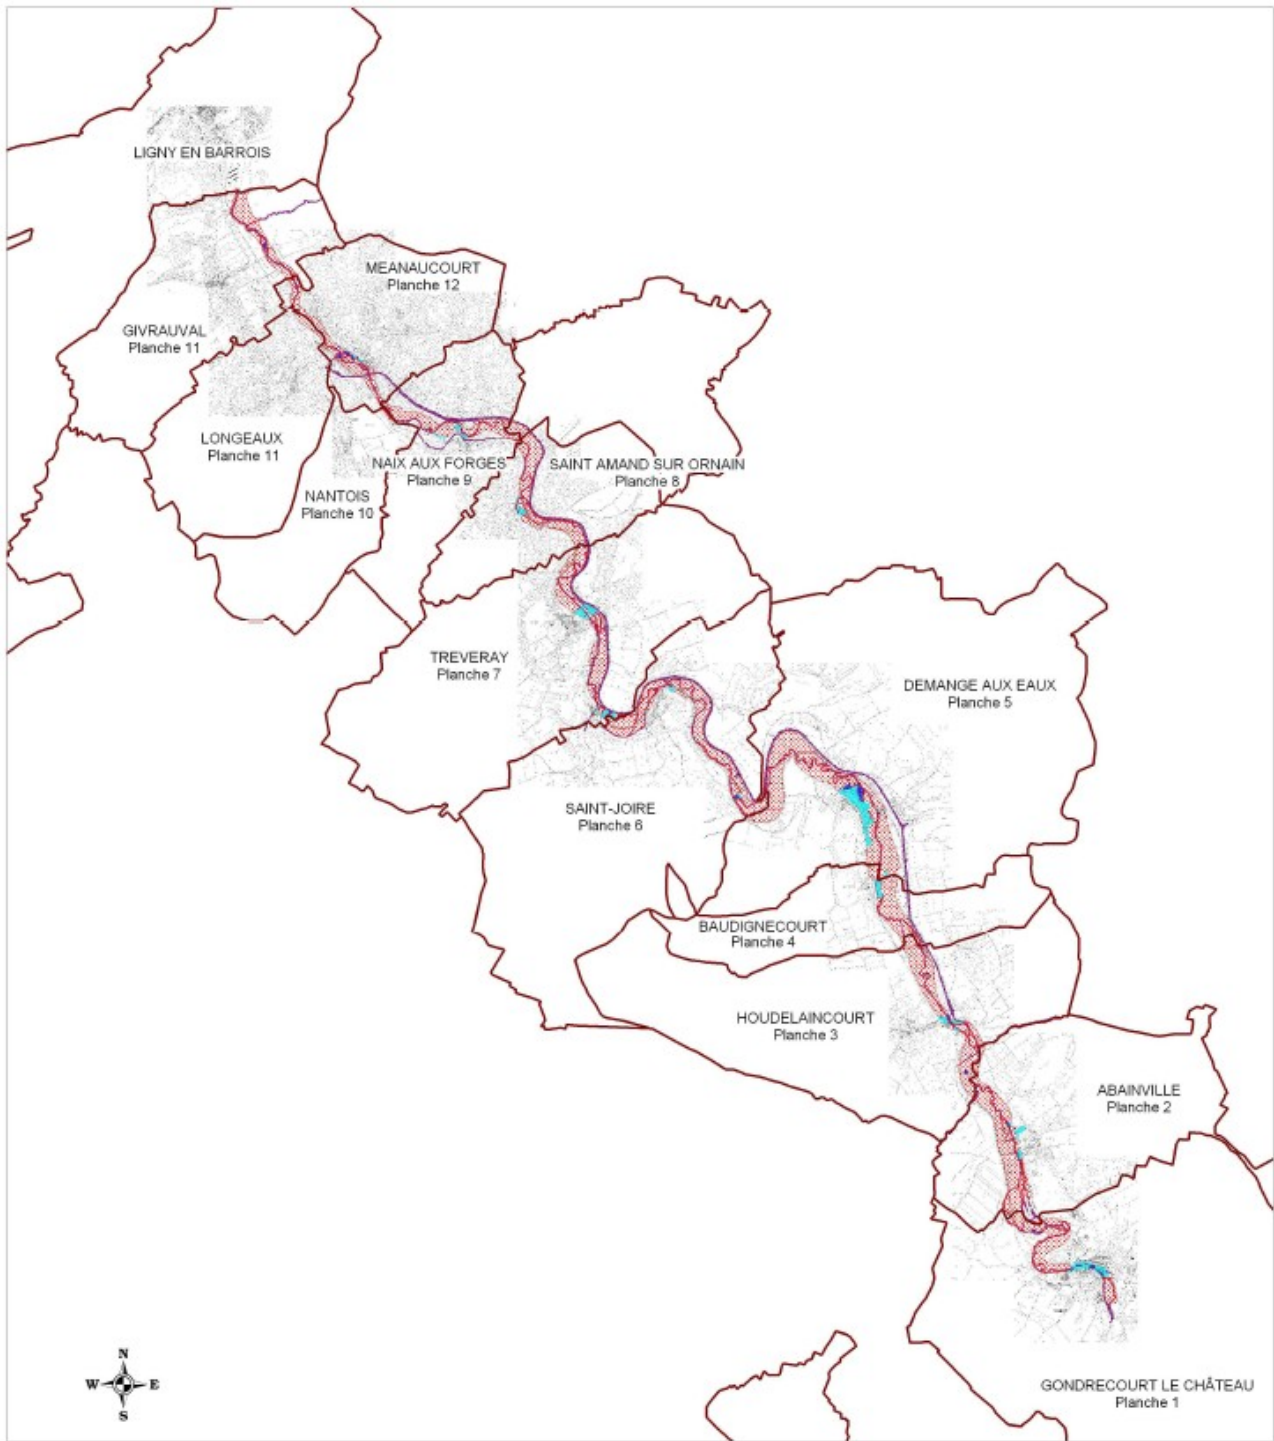 LIGNY EN BARROIS
MEANAUCOURT
Planche 12
GIVRAUVAL
Planche 11
LONGEAUX
Planche 11
NAIX AUX FORGES
Planche 9
SAINT AMAND SUR ORNAIN
Planche 8
NANTOIS
Planche 10
TREVERAY
Planche 7
DEMANGE AUX EAUX
Planche 5
SAINT-JOIRE
Planche 6
BAUDIGNECOURT
Planche 4
HOUDELAINCOURT
Planche 3
ABAINVILLE
Planche 2
GONDRECOURT LE CHÂTEAU
Planche 1
N
W E
S